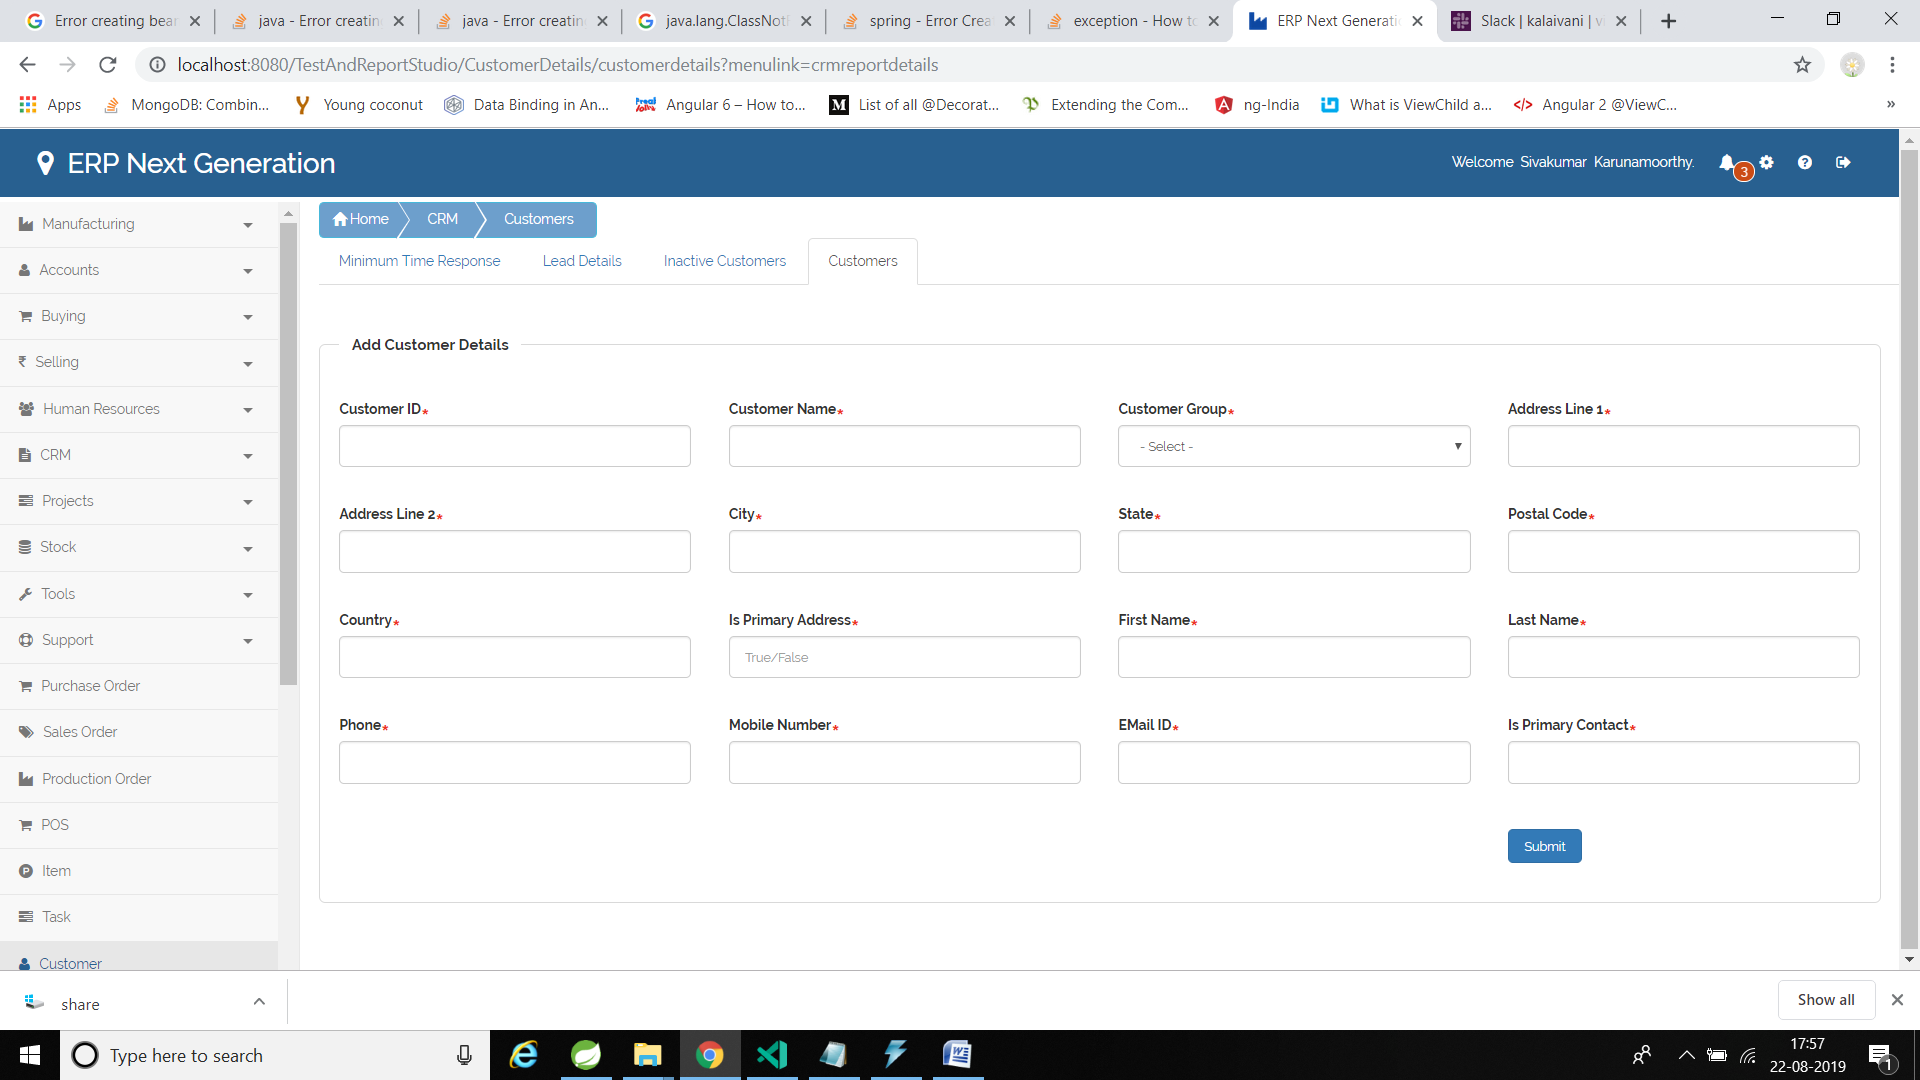 Error creating bear
java - Error creatin
java - Error creatin
java.lang.ClassNot
spring - Error Crea
exception - How to
ERP Next Generati
Slack | kalaivani | v
localhost:8080/TestAndReportStudio/CustomerDetails/customerdetails?menulink=crmreportdetails
Apps
MongoDB: Combin...
Young coconut
Data Binding in An...
Angular 6 – How to...
List of all @Decorat...
Extending the Com...
ng-India
What is ViewChild a...
Angular 2 @ViewC...
»
ERP Next Generation
Welcome Sivakumar Karunamoorthy.
3
Manufacturing
Accounts
Buying
Selling
Human Resources
CRM
Projects
Stock
Tools
Support
Purchase Order
Sales Order
Production Order
POS
Item
Task
Customer
Home
CRM
Customers
Minimum Time Response
Lead Details
Inactive Customers
Customers
Add Customer Details
Customer ID*
Customer Name*
Customer Group*
- Select -
Address Line 1*
Address Line 2*
City*
State*
Postal Code*
Country*
Is Primary Address*
True/False
First Name*
Last Name*
Phone*
Mobile Number*
EMail ID*
Is Primary Contact*
Submit
share
Show all
Type here to search
17:57
22-08-2019
1